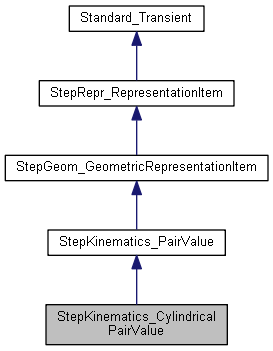 Standard_Transient
StepRepr_RepresentationItem
StepGeom_GeometricRepresentationItem
StepKinematics_PairValue
StepKinematics_Cylindrical
PairValue